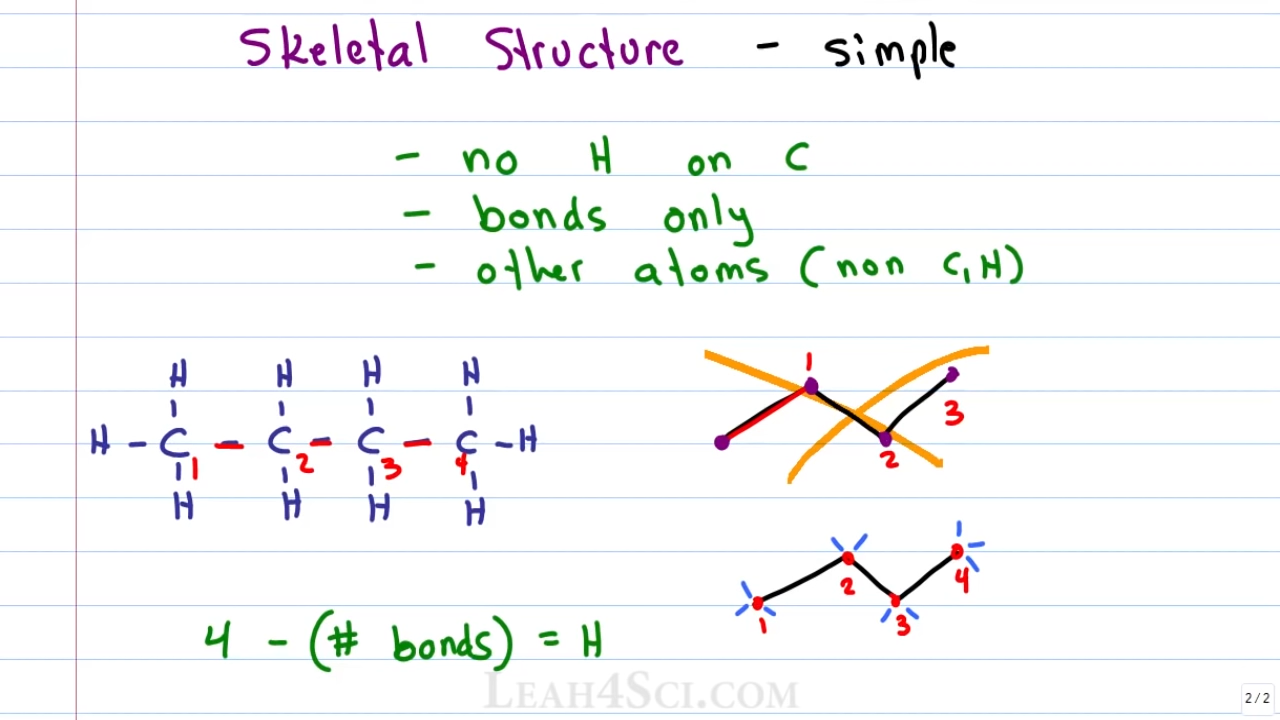 Skeletal Structure - simple
- no H on C
- bonds only
- other atoms (non C, H)
H H H H
H - C - C - C - C - H
1 2 3 4
H H H H
1
2
3
1
2
3
4
4 - (# bonds) = H
LEAH4SCI.COM
2/2